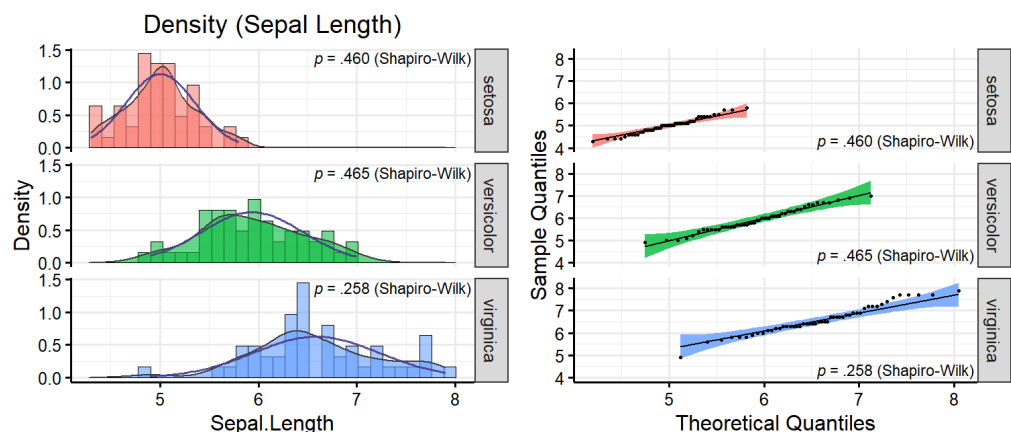 Density (Sepal Length)
Density
1.5
1.0
0.5
0.0
p = .460 (Shapiro-Wilk)
setosa
1.5
1.0
0.5
0.0
p = .465 (Shapiro-Wilk)
versicolor
1.5
1.0
0.5
0.0
p = .258 (Shapiro-Wilk)
virginica
5 6 7 8
Sepal.Length
Sample Quantiles
8
7
6
5
4
p = .460 (Shapiro-Wilk)
setosa
8
7
6
5
4
p = .465 (Shapiro-Wilk)
versicolor
8
7
6
5
4
p = .258 (Shapiro-Wilk)
virginica
5 6 7 8
Theoretical Quantiles